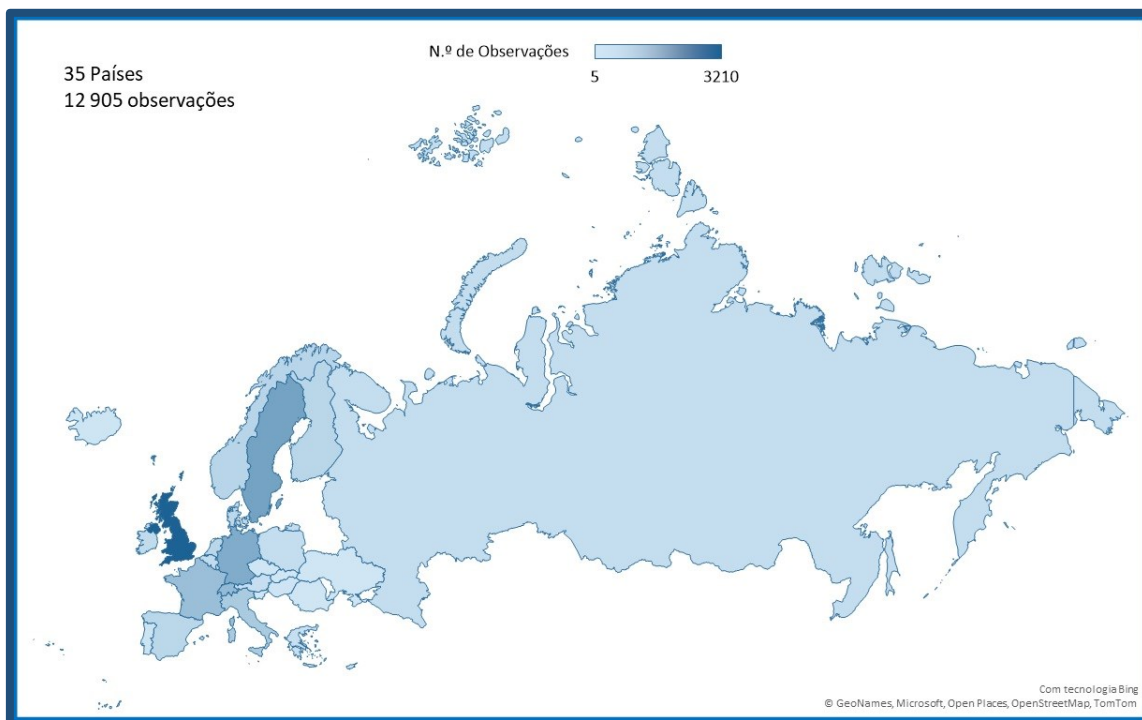 N.º de Observações
5 3210
35 Países
12 905 observações
Com tecnologia Bing
© GeoNames, Microsoft, Open Places, OpenStreetMap, TomTom